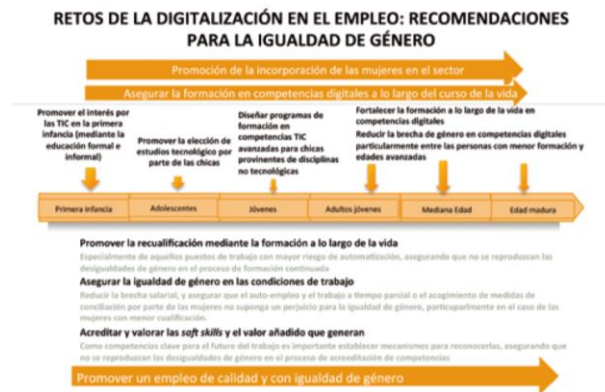 RETOS DE LA DIGITALIZACIÓN EN EL EMPLEO: RECOMENDACIONES
PARA LA IGUALDAD DE GÉNERO
Promoción de la incorporación de las mujeres en el sector
Asegurar la formación en competencias digitales a lo largo del curso de la vida
Promover el interés por
las TIC en la primera
infancia (mediante la
educación formal e
informal)
Promover la elección de
estudios tecnológico por
parte de las chicas
Diseñar programas de
formación en
competencias TIC
avanzadas para chicas
provinentes de disciplinas
no tecnológicas
Fortalecer la formación a lo largo de la vida en
competencias digitales
Reducir la brecha de género en competencias digitales
particularmente entre las personas con menor formación y
edades avanzadas
Primera infancia
Adolescentes
Jóvenes
Adultos jóvenes
Mediana Edad
Edad madura
Promover la recualificación mediante la formación a lo largo de la vida
Especialmente de aquellos puestos de trabajo con mayor riesgo de automatización, asegurando que no se reproduzcan las
desigualdades de género en el proceso de formación continuada
Asegurar la igualdad de género en las condiciones de trabajo
Reducir la brecha salarial, y asegurar que el auto-empleo y el trabajo a tiempo parcial o el acogimiento de medidas de
conciliación por parte de las mujeres no suponga un perjuicio para la igualdad de género, particuparlmente en el caso de las
mujeres con menor cualificación.
Acreditar y valorar las soft skills y el valor añadido que generan
Como competencias clave para el future del trabajo es importante establecer mecanismos para reconocerlas, asegurando que
no se reproduzcan las desigualdades de género en el proceso de acreditación de competencias
Promover un empleo de calidad y con igualdad de género